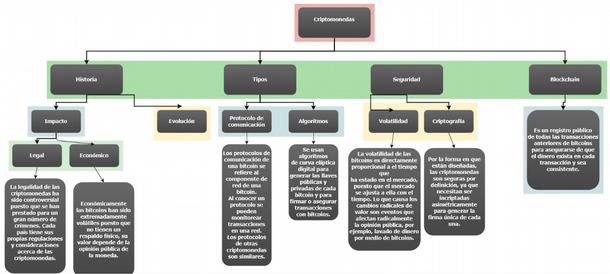 Criptomonedas
Historia
Tipos
Seguridad
Blockchain
Impacto
Evolución
Protocolo de
comunicación
Algoritmos
Volatilidad
Criptografía
Es un registro público
de todas las transacciones
anteriores de bitcoins
para asegurarse de que
el dinero exista en cada
transacción y sea
consistente.
Legal
Económico
La legalidad de las
criptomonedas ha
sido controversial
puesto que se han
prestado para un
gran número de
crímenes. Cada
país tiene sus
propias regulaciones
y consideraciones
acerca de las
criptomonedas.
Económicamente
las bitcoins han sido
extremadamente
volátiles puesto que
no tienen un
respaldo físico, su
valor depende de la
opinión pública de
la moneda.
Los protocolos de
comunicación de
una bitcoin se
refiere al
componente de
red de una
bitcoin.
Al conocer un
protocolo se
pueden
monitorear
transacciones
en una red.
Los protocolos
de otras
criptomonedas
son similares.
Se usan
algoritmos
de curva elíptica
digital para
generar las llaves
públicas y
privadas de cada
bitcoin y para
firmar o asegurar
transacciones
con bitcoins.
La volatilidad de las
bitcoins es directamente
proporcional a el tiempo
que
ha estado en el mercado,
puesto que el mercado
se ajusta a ella con el
tiempo. Lo que causa los
cambios radicales de
valor son eventos que
afectan radicalmente
la opinión pública, por
ejemplo, lavado de dinero
por medio de bitcoins.
Por la forma en que
están diseñadas,
las criptomonedas
son seguras por
definición, ya que
necesitan ser
incriptadas
asimétricamente
para generar la
firma única de cada
una.